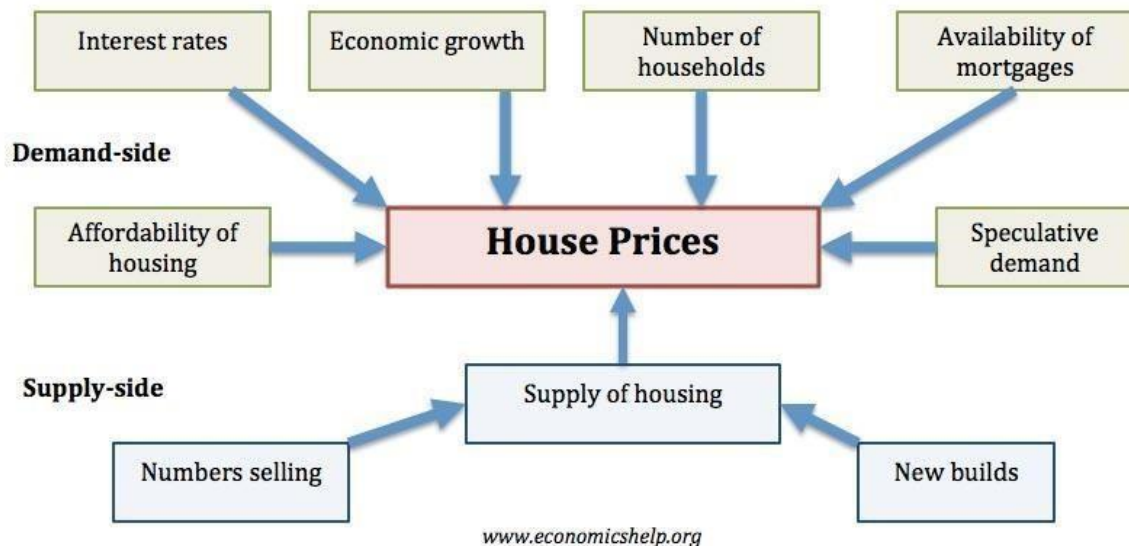 Interest rates
Economic growth
Number of
households
Availability of
mortgages
Demand-side
Affordability of
housing
House Prices
Speculative
demand
Supply-side
Supply of housing
Numbers selling
New builds
www.economicshelp.org